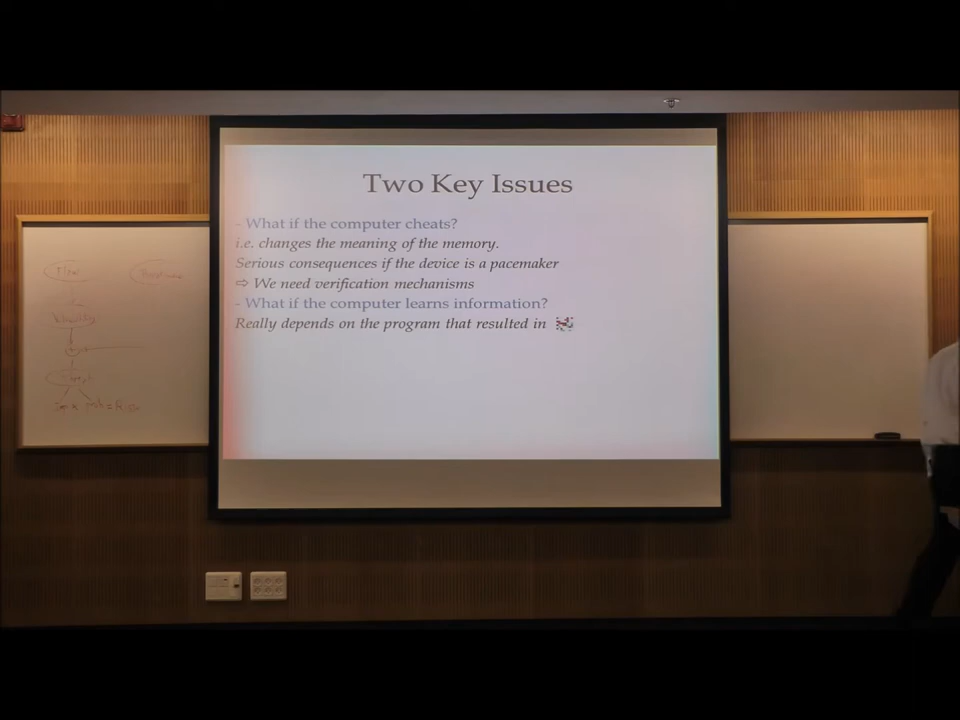 Two Key Issues
- What if the computer cheats?
i.e. changes the meaning of the memory.
Serious consequences if the device is a pacemaker
⇨ We need verification mechanisms
- What if the computer learns information?
Really depends on the program that resulted in